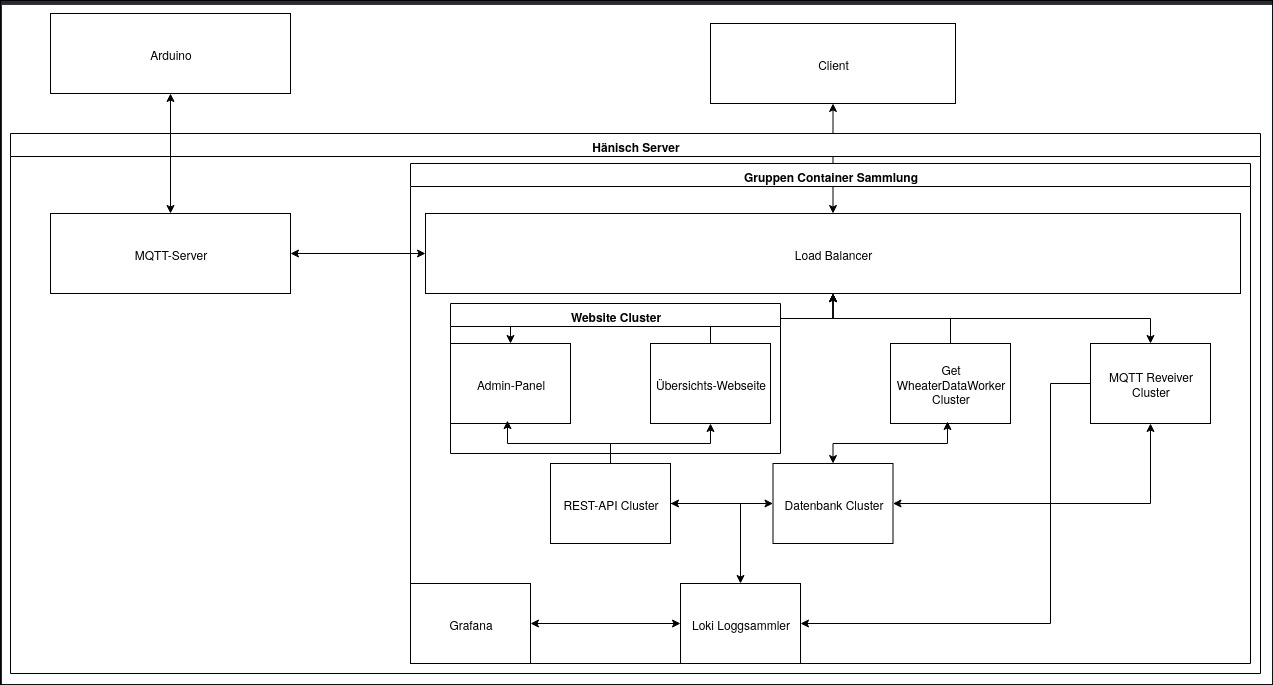 Arduino
Client
Hänisch Server
Gruppen Container Sammlung
MQTT-Server
Load Balancer
Website Cluster
Admin-Panel
Übersichts-Webseite
Get
WheaterDataWorker
Cluster
MQTT Reveiver
Cluster
REST-API Cluster
Datenbank Cluster
Grafana
Loki Loggsammler